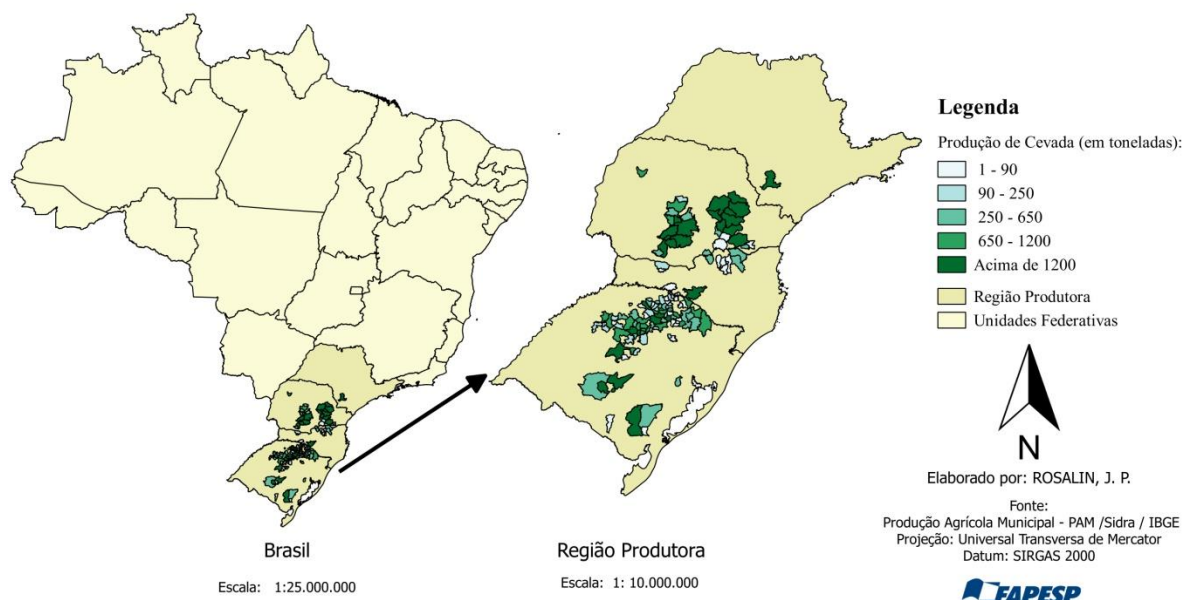 Legenda
Produção de Cevada (em toneladas):
1 - 90
90 - 250
250 - 650
650 - 1200
Acima de 1200
Região Produtora
Unidades Federativas
N
Elaborado por: ROSALIN, J. P.
Fonte:
Produção Agrícola Municipal - PAM /Sidra / IBGE
Projeção: Universal Transversa de Mercator
Datum: SIRGAS 2000
FAPESP
Brasil
Escala: 1:25.000.000
Região Produtora
Escala: 1: 10.000.000